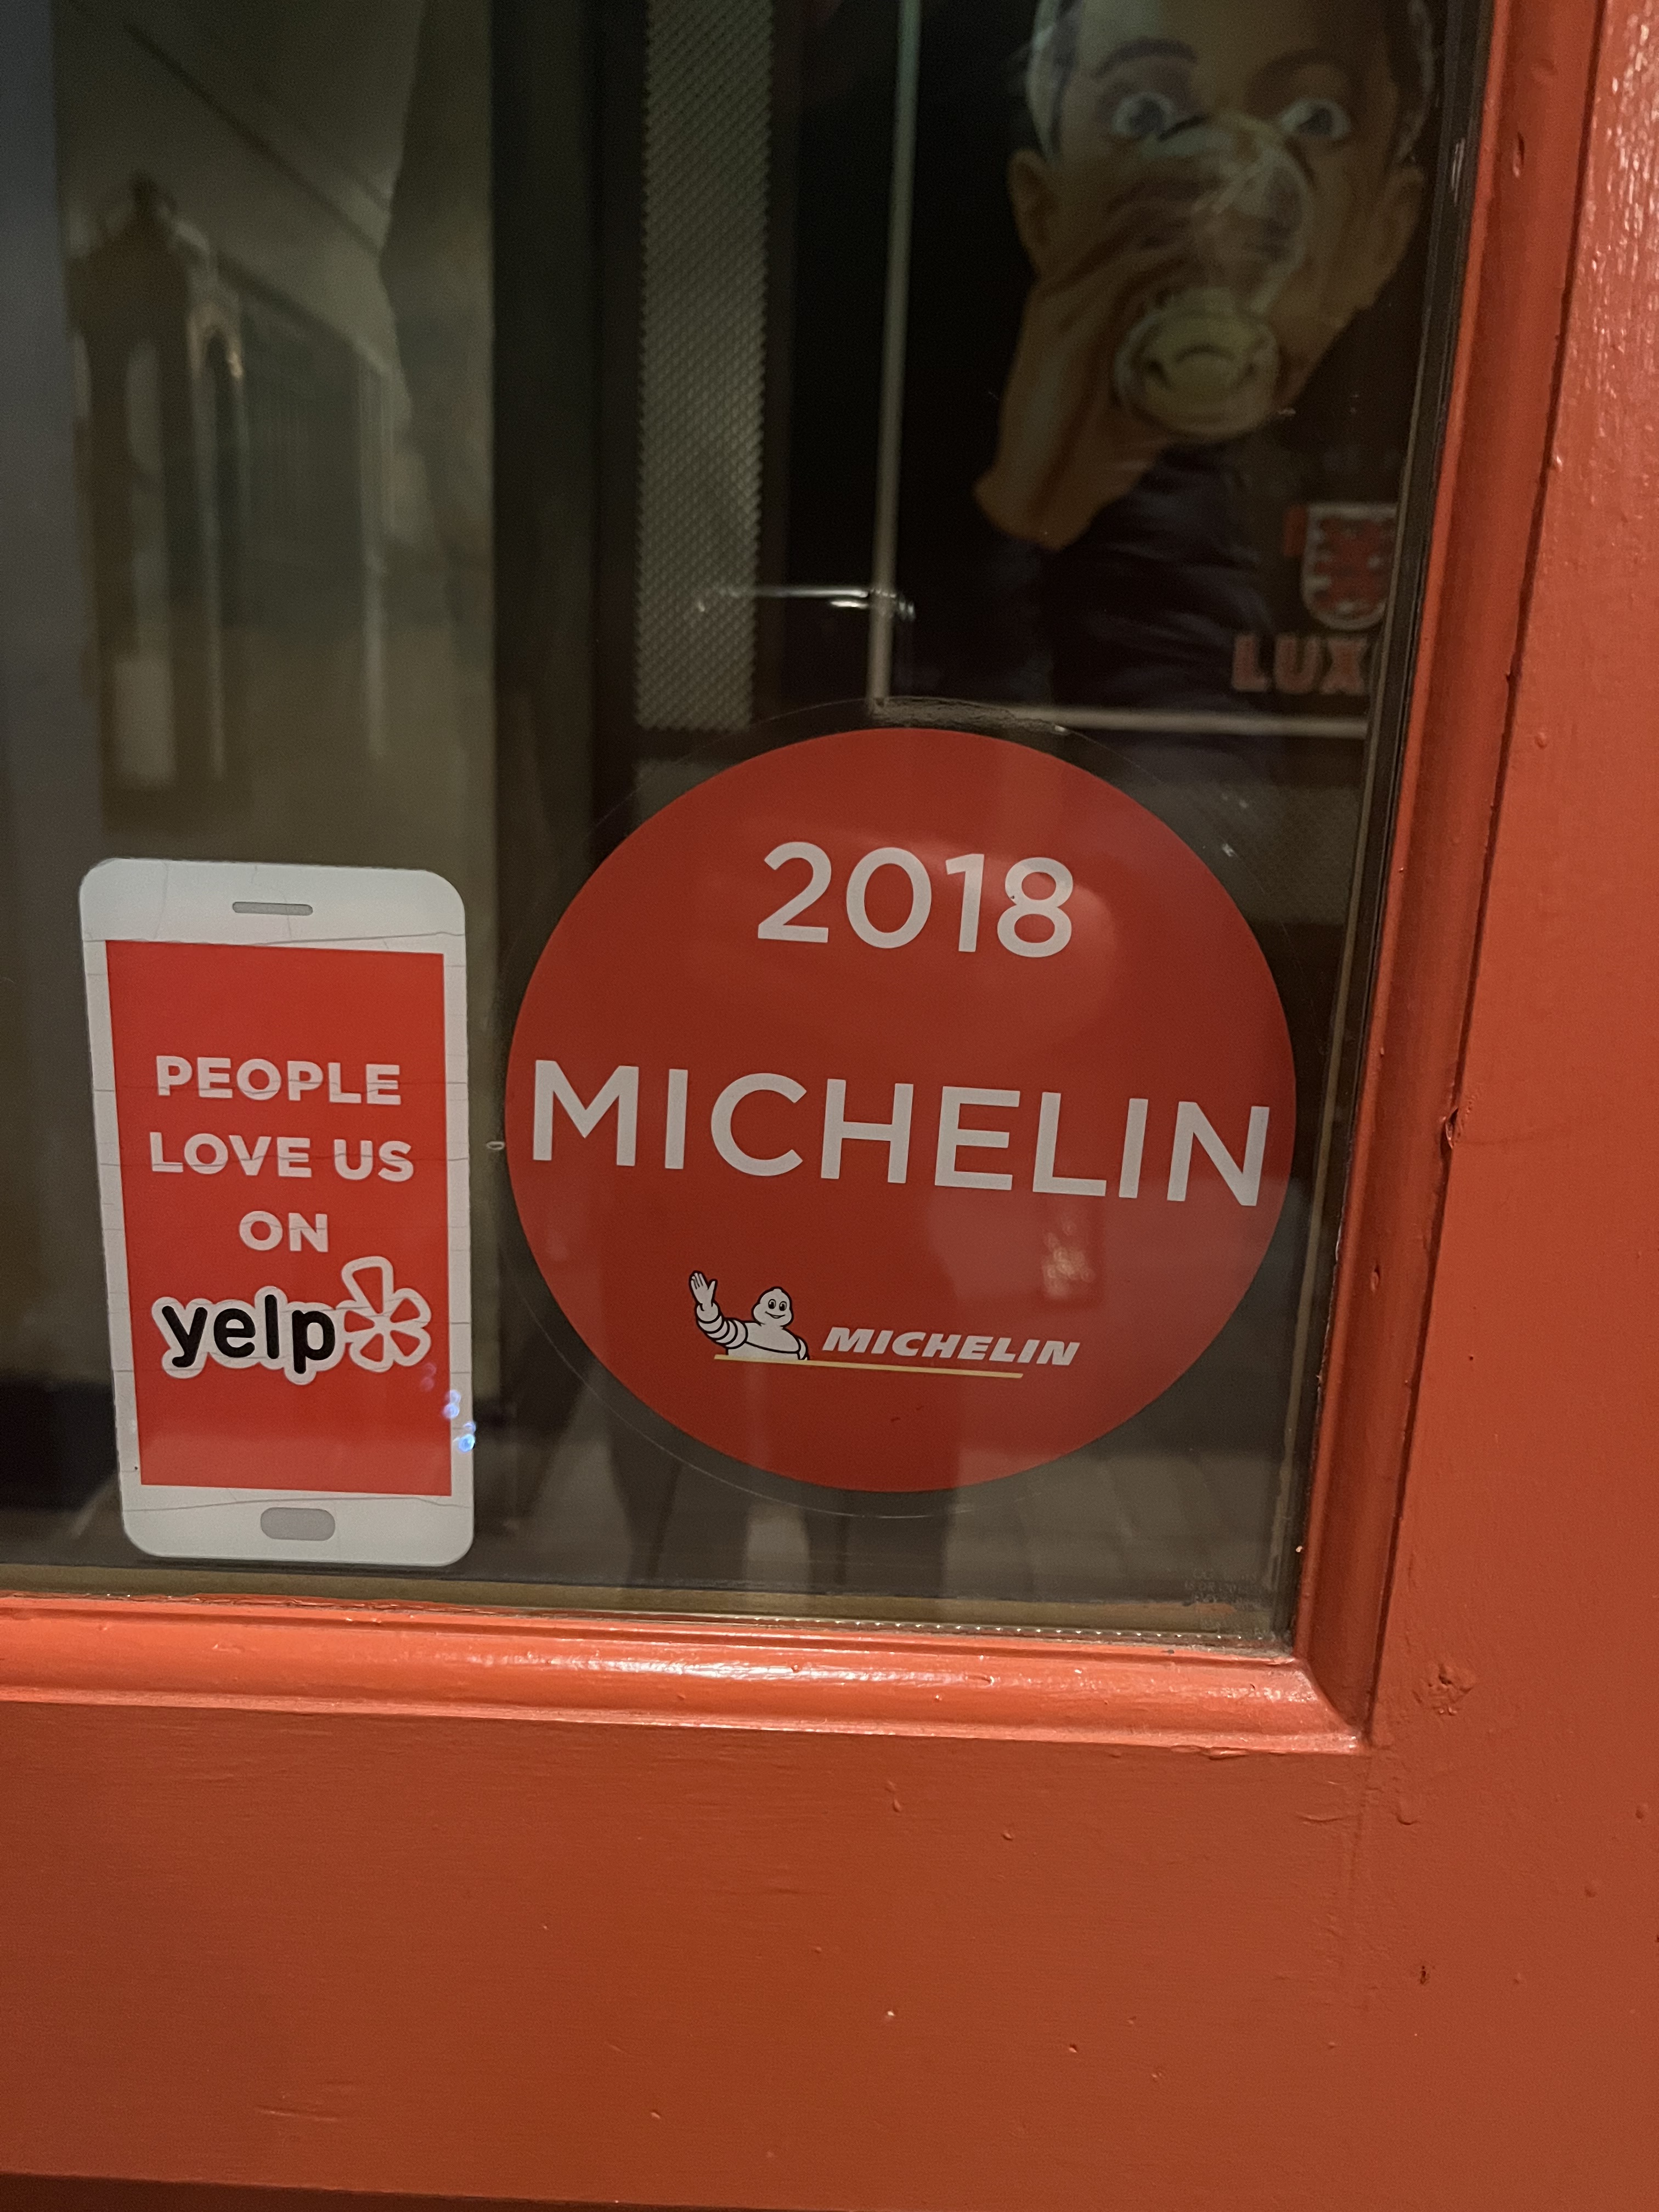 LUX
2018
MICHELIN
MICHELIN
PEOPLE
LOVE US
ON
yelp